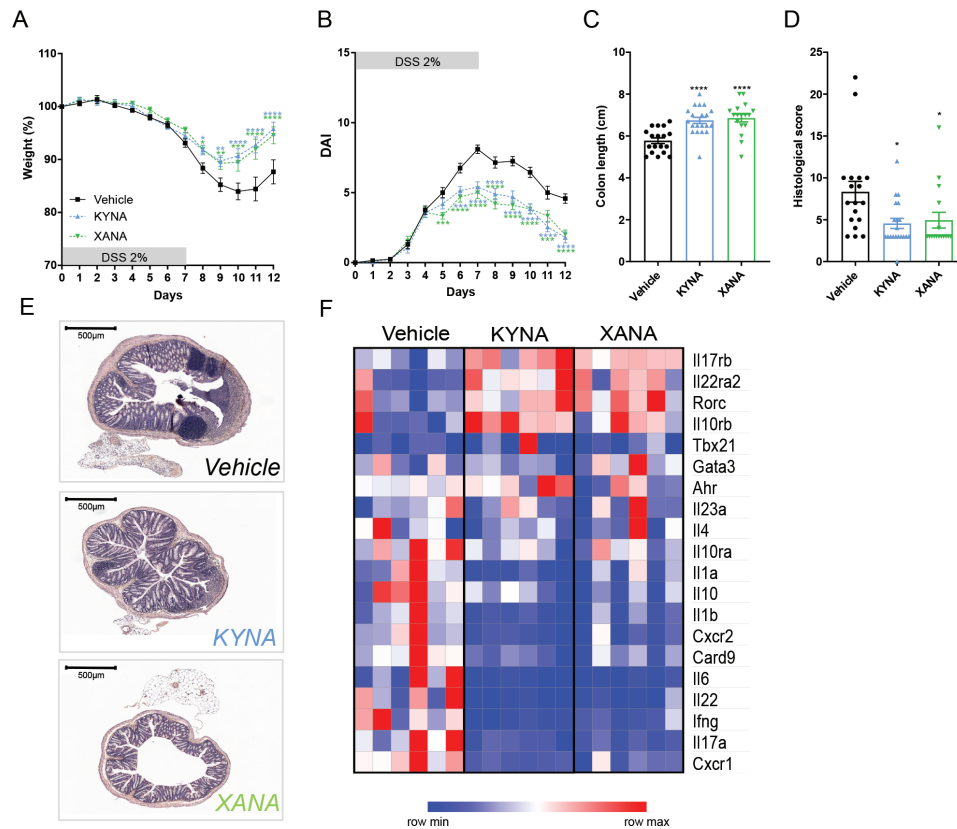 A
B
C
D
110
100
90
80
70
Weight (%)
Vehicle
KYNA
XANA
DSS 2%
0 1 2 3 4 5 6 7 8 9 10 11 12
Days
15
10
5
0
DAI
DSS 2%
0 1 2 3 4 5 6 7 8 9 10 11 12
Days
10
8
6
4
2
0
Colon length (cm)
**** ****
Vehicle KYNA XANA
25
20
15
10
5
0
Histological score
* *
Vehicle KYNA XANA
E
500µm
Vehicle
500µm
KYNA
500µm
XANA
F
Vehicle KYNA XANA
Il17rb
Il22ra2
Rorc
Il10rb
Tbx21
Gata3
Ahr
Il23a
Il4
Il10ra
Il1a
Il10
Il1b
Cxcr2
Card9
Il6
Il22
Ifng
Il17a
Cxcr1
row min row max